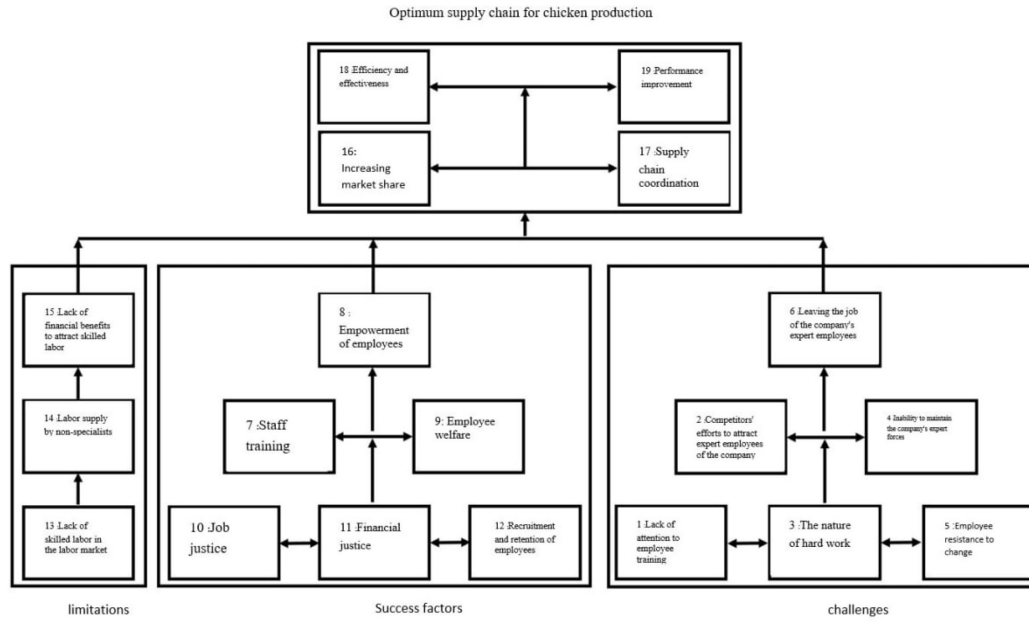 Optimum supply chain for chicken production
18 :Efficiency and
effectiveness
19 :Performance
improvement
16:
Increasing
market share
17 :Supply
chain
coordination
15 :Lack of
financial benefits
to attract skilled
labor
14 :Labor supply
by non-specialists
13 :Lack of
skilled labor in
the labor market
limitations
8 :
Empowerment
of employees
7 :Staff
training
9: Employee
welfare
10 :Job
justice
11 :Financial
justice
12 :Recruitment
and retention of
employees
Success factors
6 :Leaving the job
of the company's
expert employees
2 :Competitors'
efforts to attract
expert employees
of the company
4 :Inability to maintain
the company's expert
forces
1 :Lack of
attention to
employee
training
3 :The nature
of hard work
5 :Employee
resistance to
change
challenges